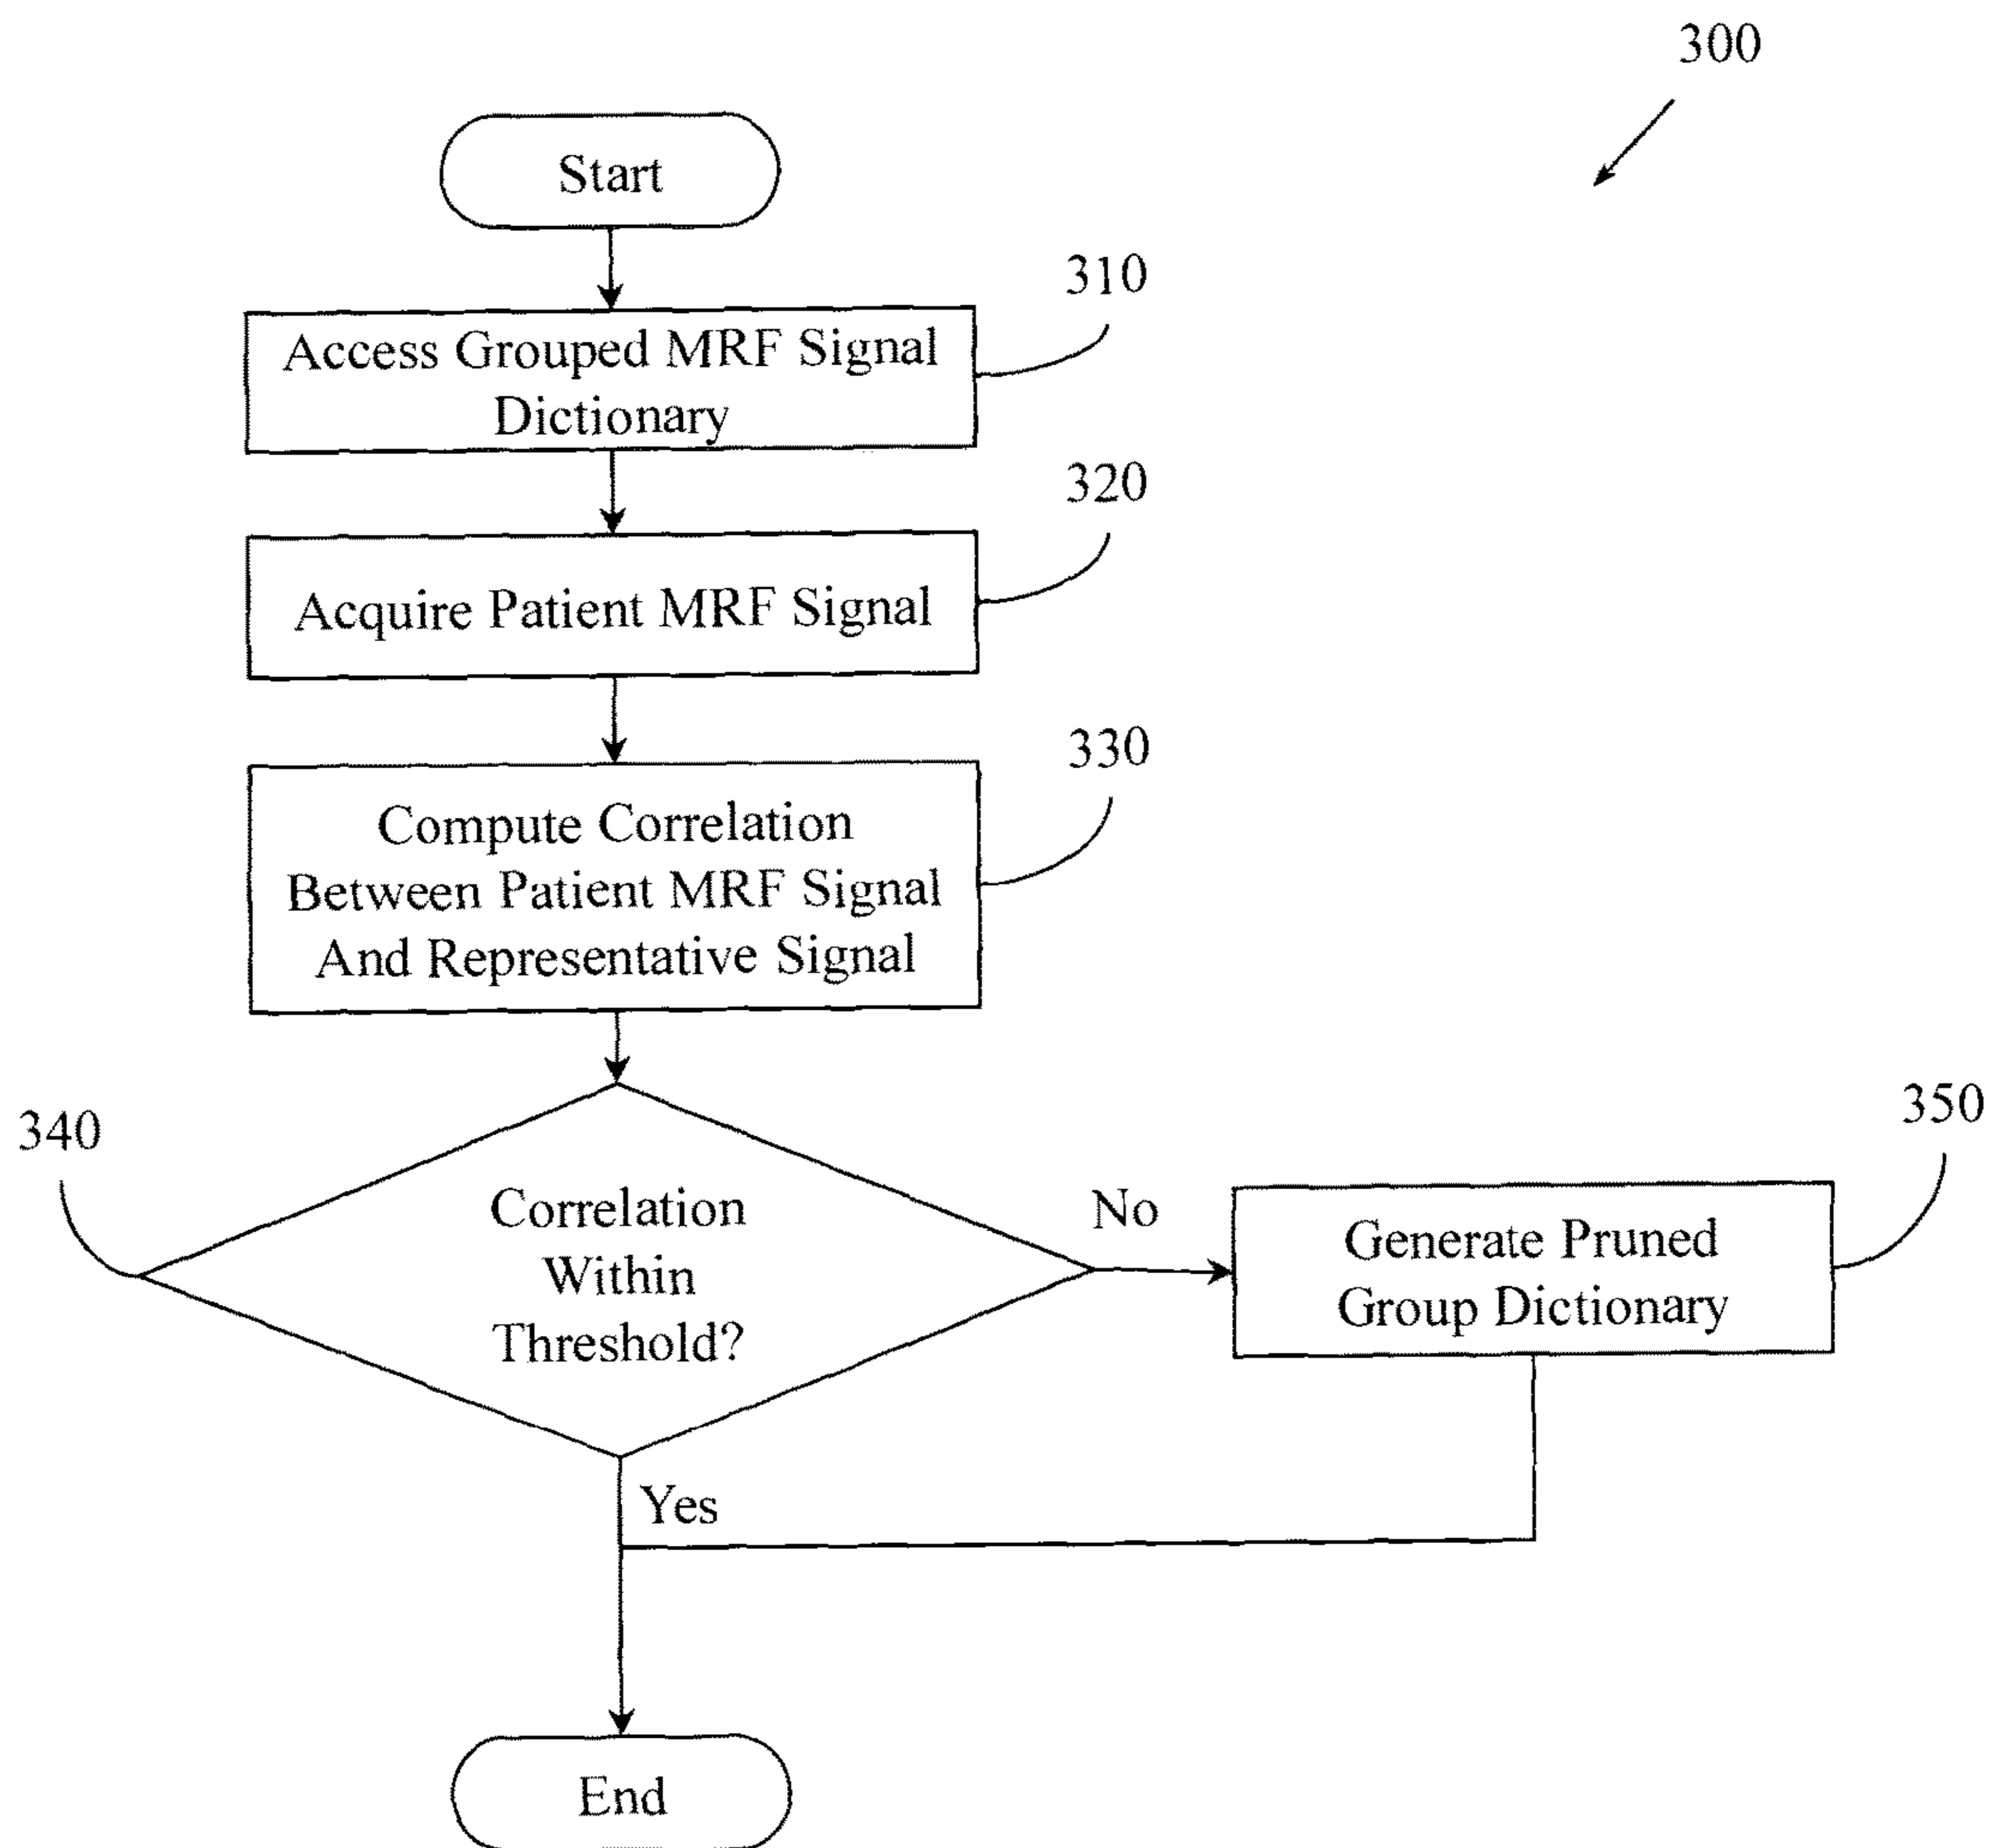 300
Start
310
Access Grouped MRF Signal
Dictionary
320
Acquire Patient MRF Signal
330
Compute Correlation
Between Patient MRF Signal
And Representative Signal
340
Correlation
Within
Threshold?
No
350
Generate Pruned
Group Dictionary
Yes
End